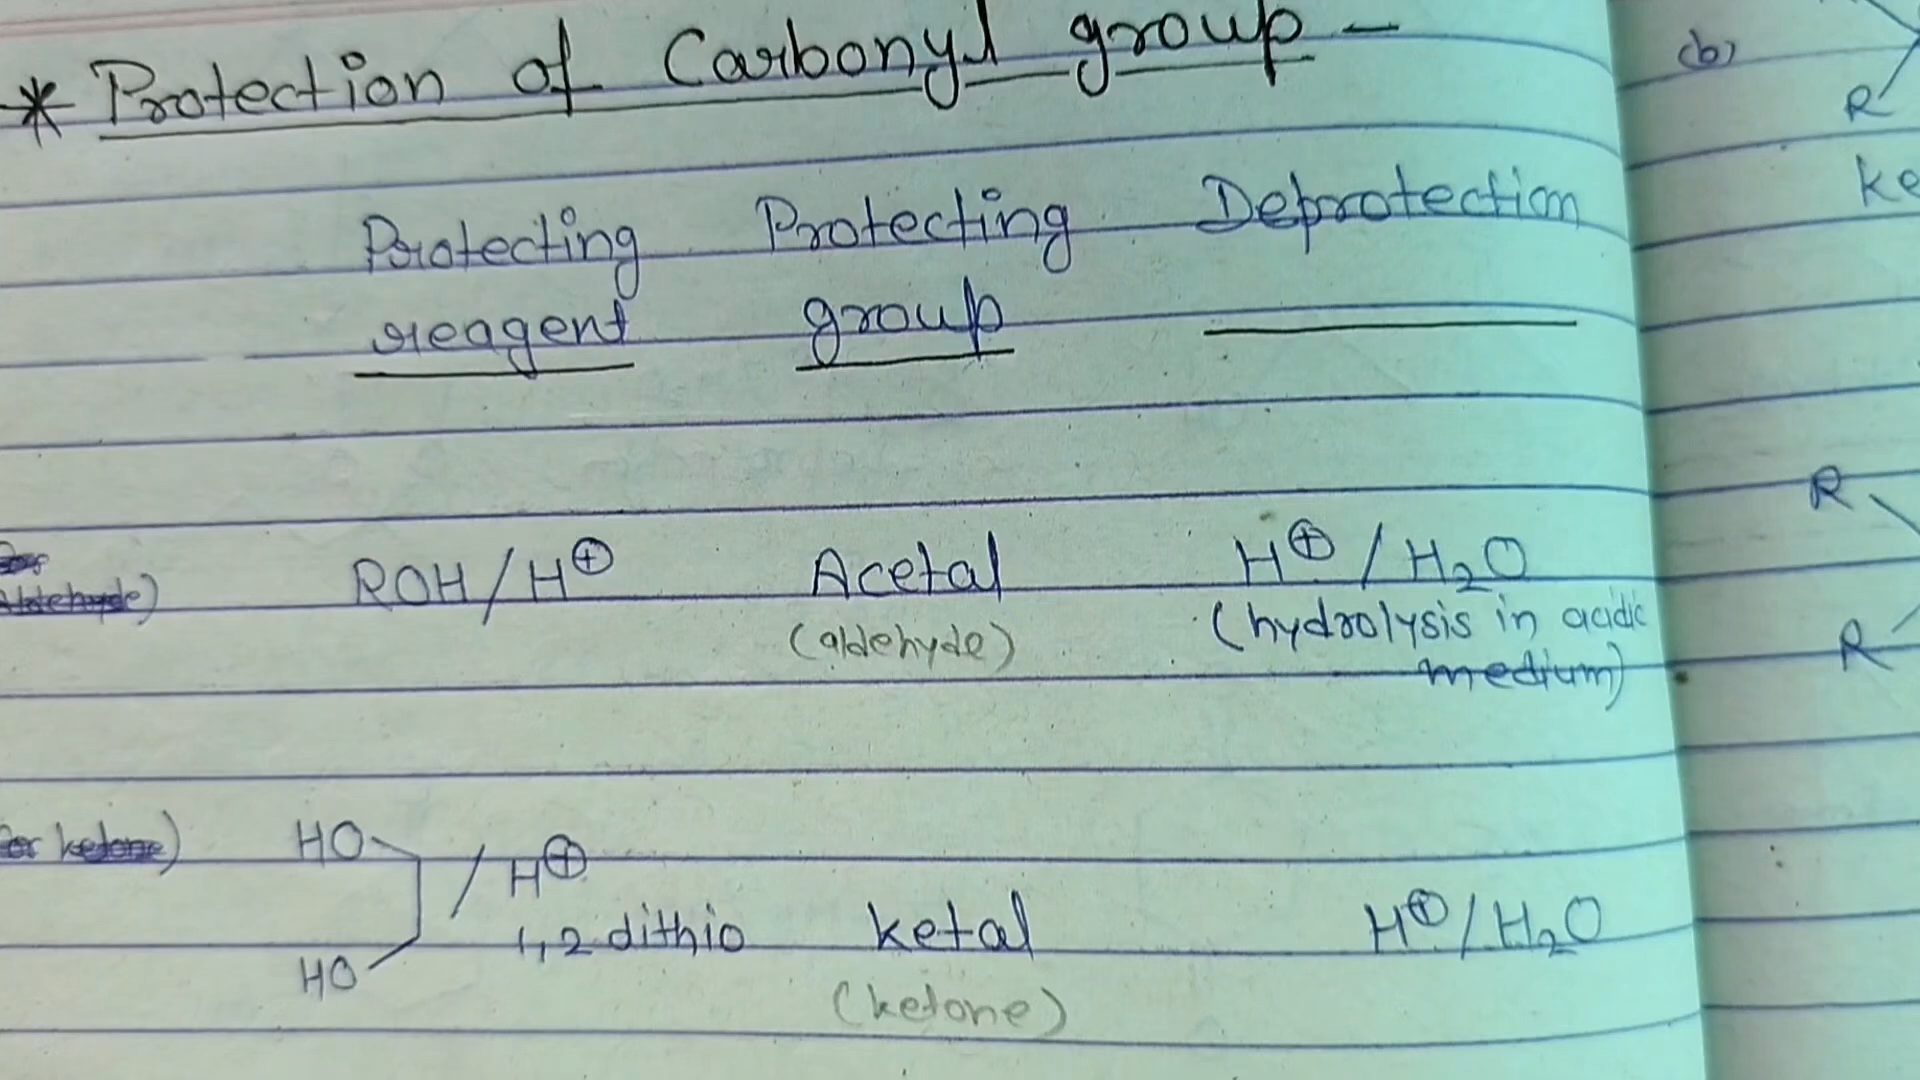 * Protection of Carbonyl group -
Protecting reagent
Protecting group
Deprotection
ROH/H⊕
Acetal
(aldehyde)
H⊕/H₂O
(hydrolysis in acidic
medium)
HO
HO
/ H⊕
1,2 dithio
ketal
(ketone)
H⊕/H₂O
(b)
R
ke
R
R